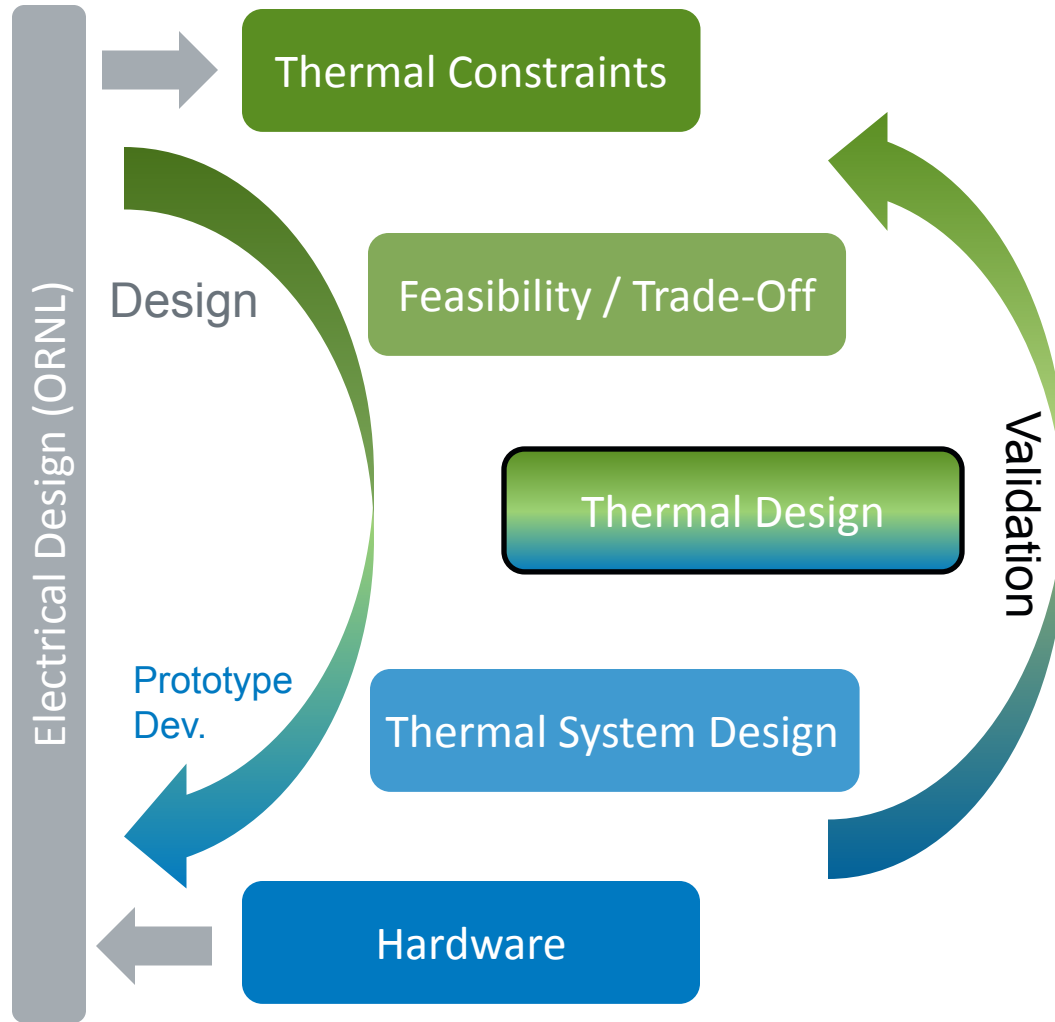 Electrical Design (ORNL)
Thermal Constraints
Design
Feasibility / Trade-Off
Thermal Design
Validation
Prototype
Dev.
Thermal System Design
Hardware